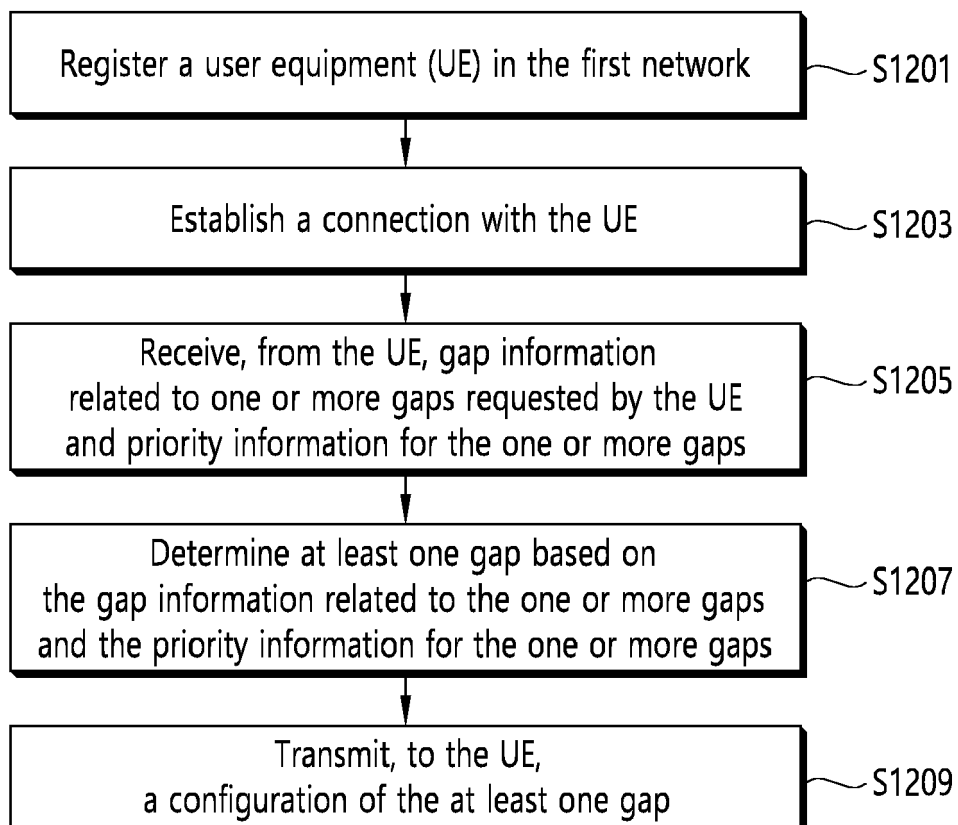 Register a user equipment (UE) in the first network
S1201
Establish a connection with the UE
S1203
Receive, from the UE, gap information
related to one or more gaps requested by the UE
and priority information for the one or more gaps
S1205
Determine at least one gap based on
the gap information related to the one or more gaps
and the priority information for the one or more gaps
S1207
Transmit, to the UE,
a configuration of the at least one gap
S1209